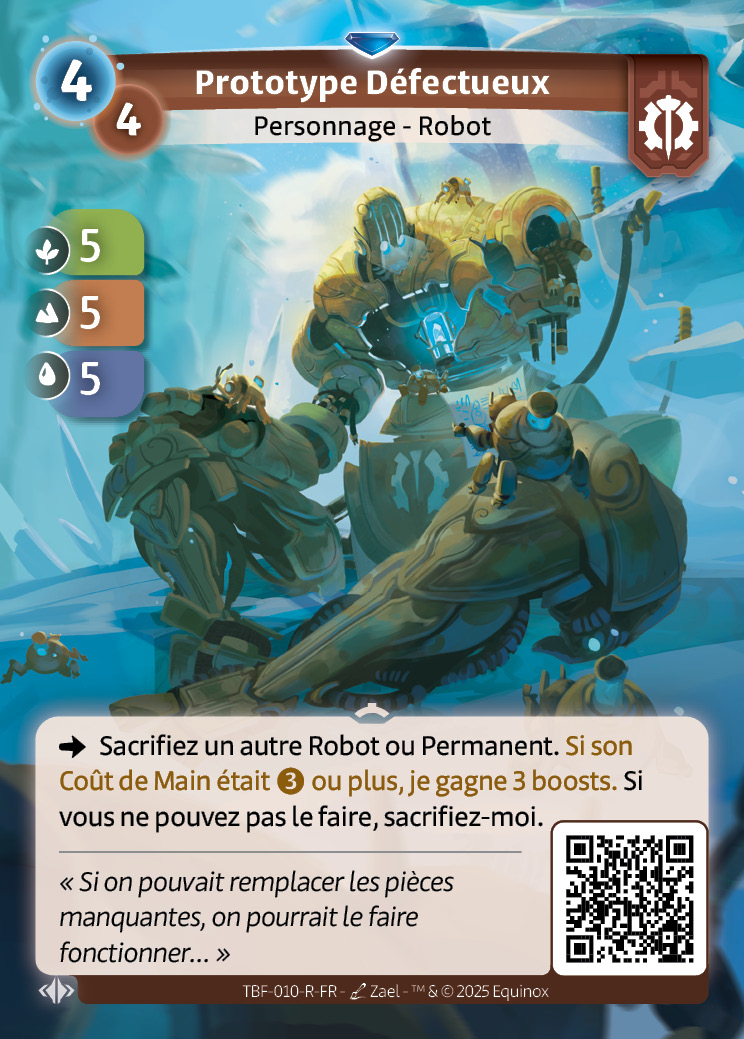 4
Prototype Défectueux
4
Personnage - Robot
5
5
5
Sacrifiez un autre Robot ou Permanent. Si son
Coût de Main était 3 ou plus, je gagne 3 boosts. Si
vous ne pouvez pas le faire, sacrifiez-moi.
« Si on pouvait remplacer les pièces
manquantes, on pourrait le faire
fonctionner... »
TBF-010-R-FR - Zael - ™ & © 2025 Equinox